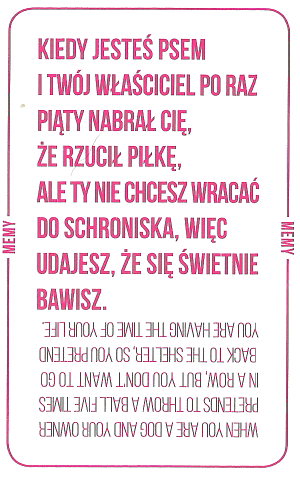 KIEDY JESTEŚ PSEM
I TWÓJ WŁAŚCICIEL PO RAZ
PIĄTY NABRAŁ CIĘ,
ŻE RZUCIŁ PIŁKĘ,
ALE TY NIE CHCESZ WRACAĆ
DO SCHRONISKA, WIĘC
UDAJESZ, ŻE SIĘ ŚWIETNIE
BAWISZ.
WHEN YOU ARE A DOG AND YOUR OWNER
PRETENDS TO THROW A BALL FIVE TIMES
IN A ROW, BUT YOU DON'T WANT TO GO
BACK TO THE SHELTER, SO YOU PRETEND
YOU ARE HAVING THE TIME OF YOUR LIFE.
MEMY
MEMY